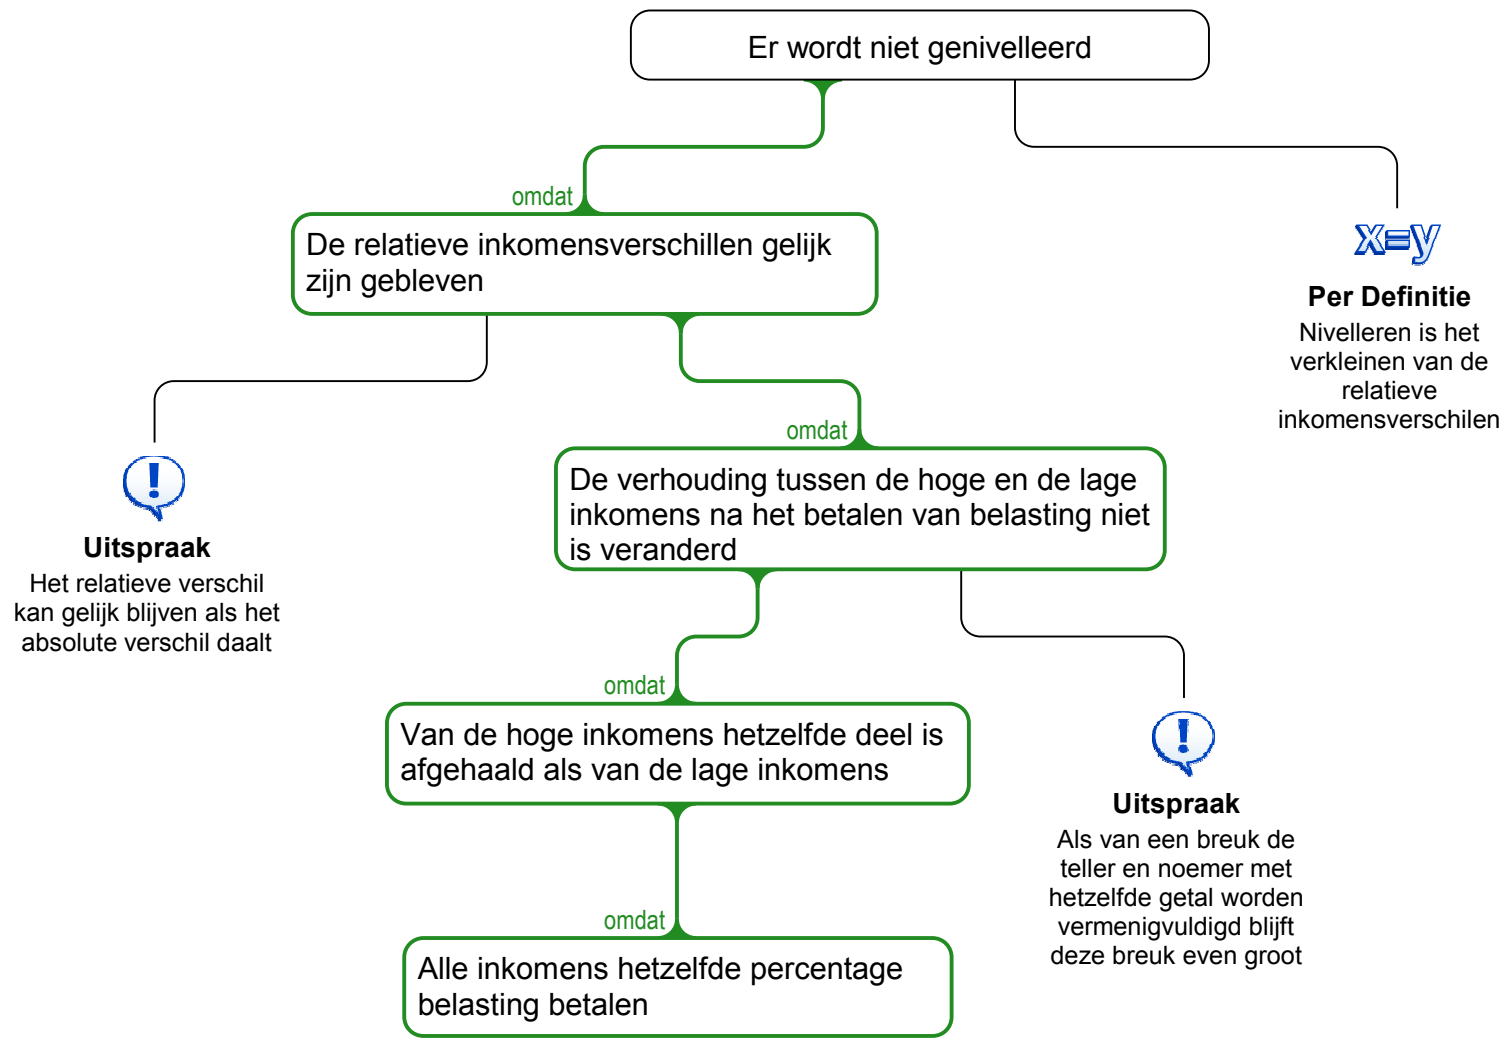 Er wordt niet genivelleerd
omdat
De relatieve inkomensverschillen gelijk
zijn gebleven
x=y
Per Definitie
Nivelleren is het
verkleinen van de
relatieve
inkomensverschilen
omdat
De verhouding tussen de hoge en de lage
inkomens na het betalen van belasting niet
is veranderd
!
Uitspraak
Het relatieve verschil
kan gelijk blijven als het
absolute verschil daalt
omdat
Van de hoge inkomens hetzelfde deel is
afgehaald als van de lage inkomens
!
Uitspraak
Als van een breuk de
teller en noemer met
hetzelfde getal worden
vermenigvuldigd blijft
deze breuk even groot
omdat
Alle inkomens hetzelfde percentage
belasting betalen